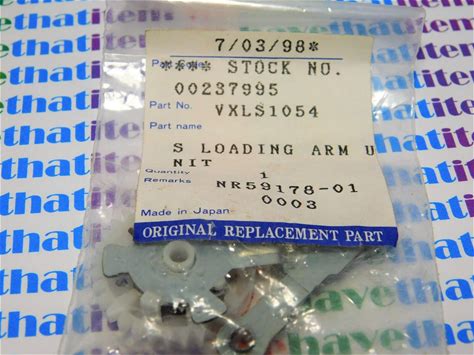 7/03/98*
**** STOCK NO.
00237995
Part No. VXLS1054
Part name
S LOADING ARM U
NIT
Quantity 1
Remarks NR59178-01
0003
Made in Japan
ORIGINAL REPLACEMENT PART
havethatitem